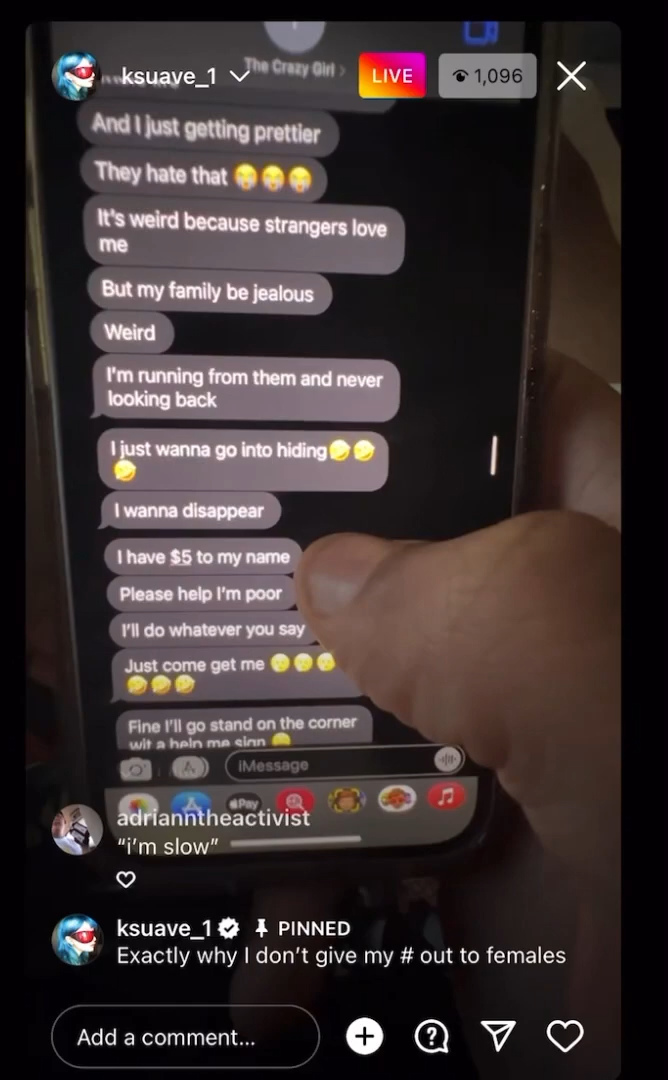 ksuave_1
The Crazy Girl >
LIVE
1,096
And I just getting prettier
They hate that 😭😭😭
It's weird because strangers love
me
But my family be jealous
Weird
I'm running from them and never
looking back
I just wanna go into hiding🤣🤣
🤣
I wanna disappear
I have $5 to my name
Please help I'm poor
I'll do whatever you say
Just come get me
🤣🤣🤣
Fine I'll go stand on the corner
wit a help me sign
iMessage
Pay
adrianntheactivist
“i’m slow”
ksuave_1 PINNED
Exactly why I don’t give my # out to females
Add a comment...